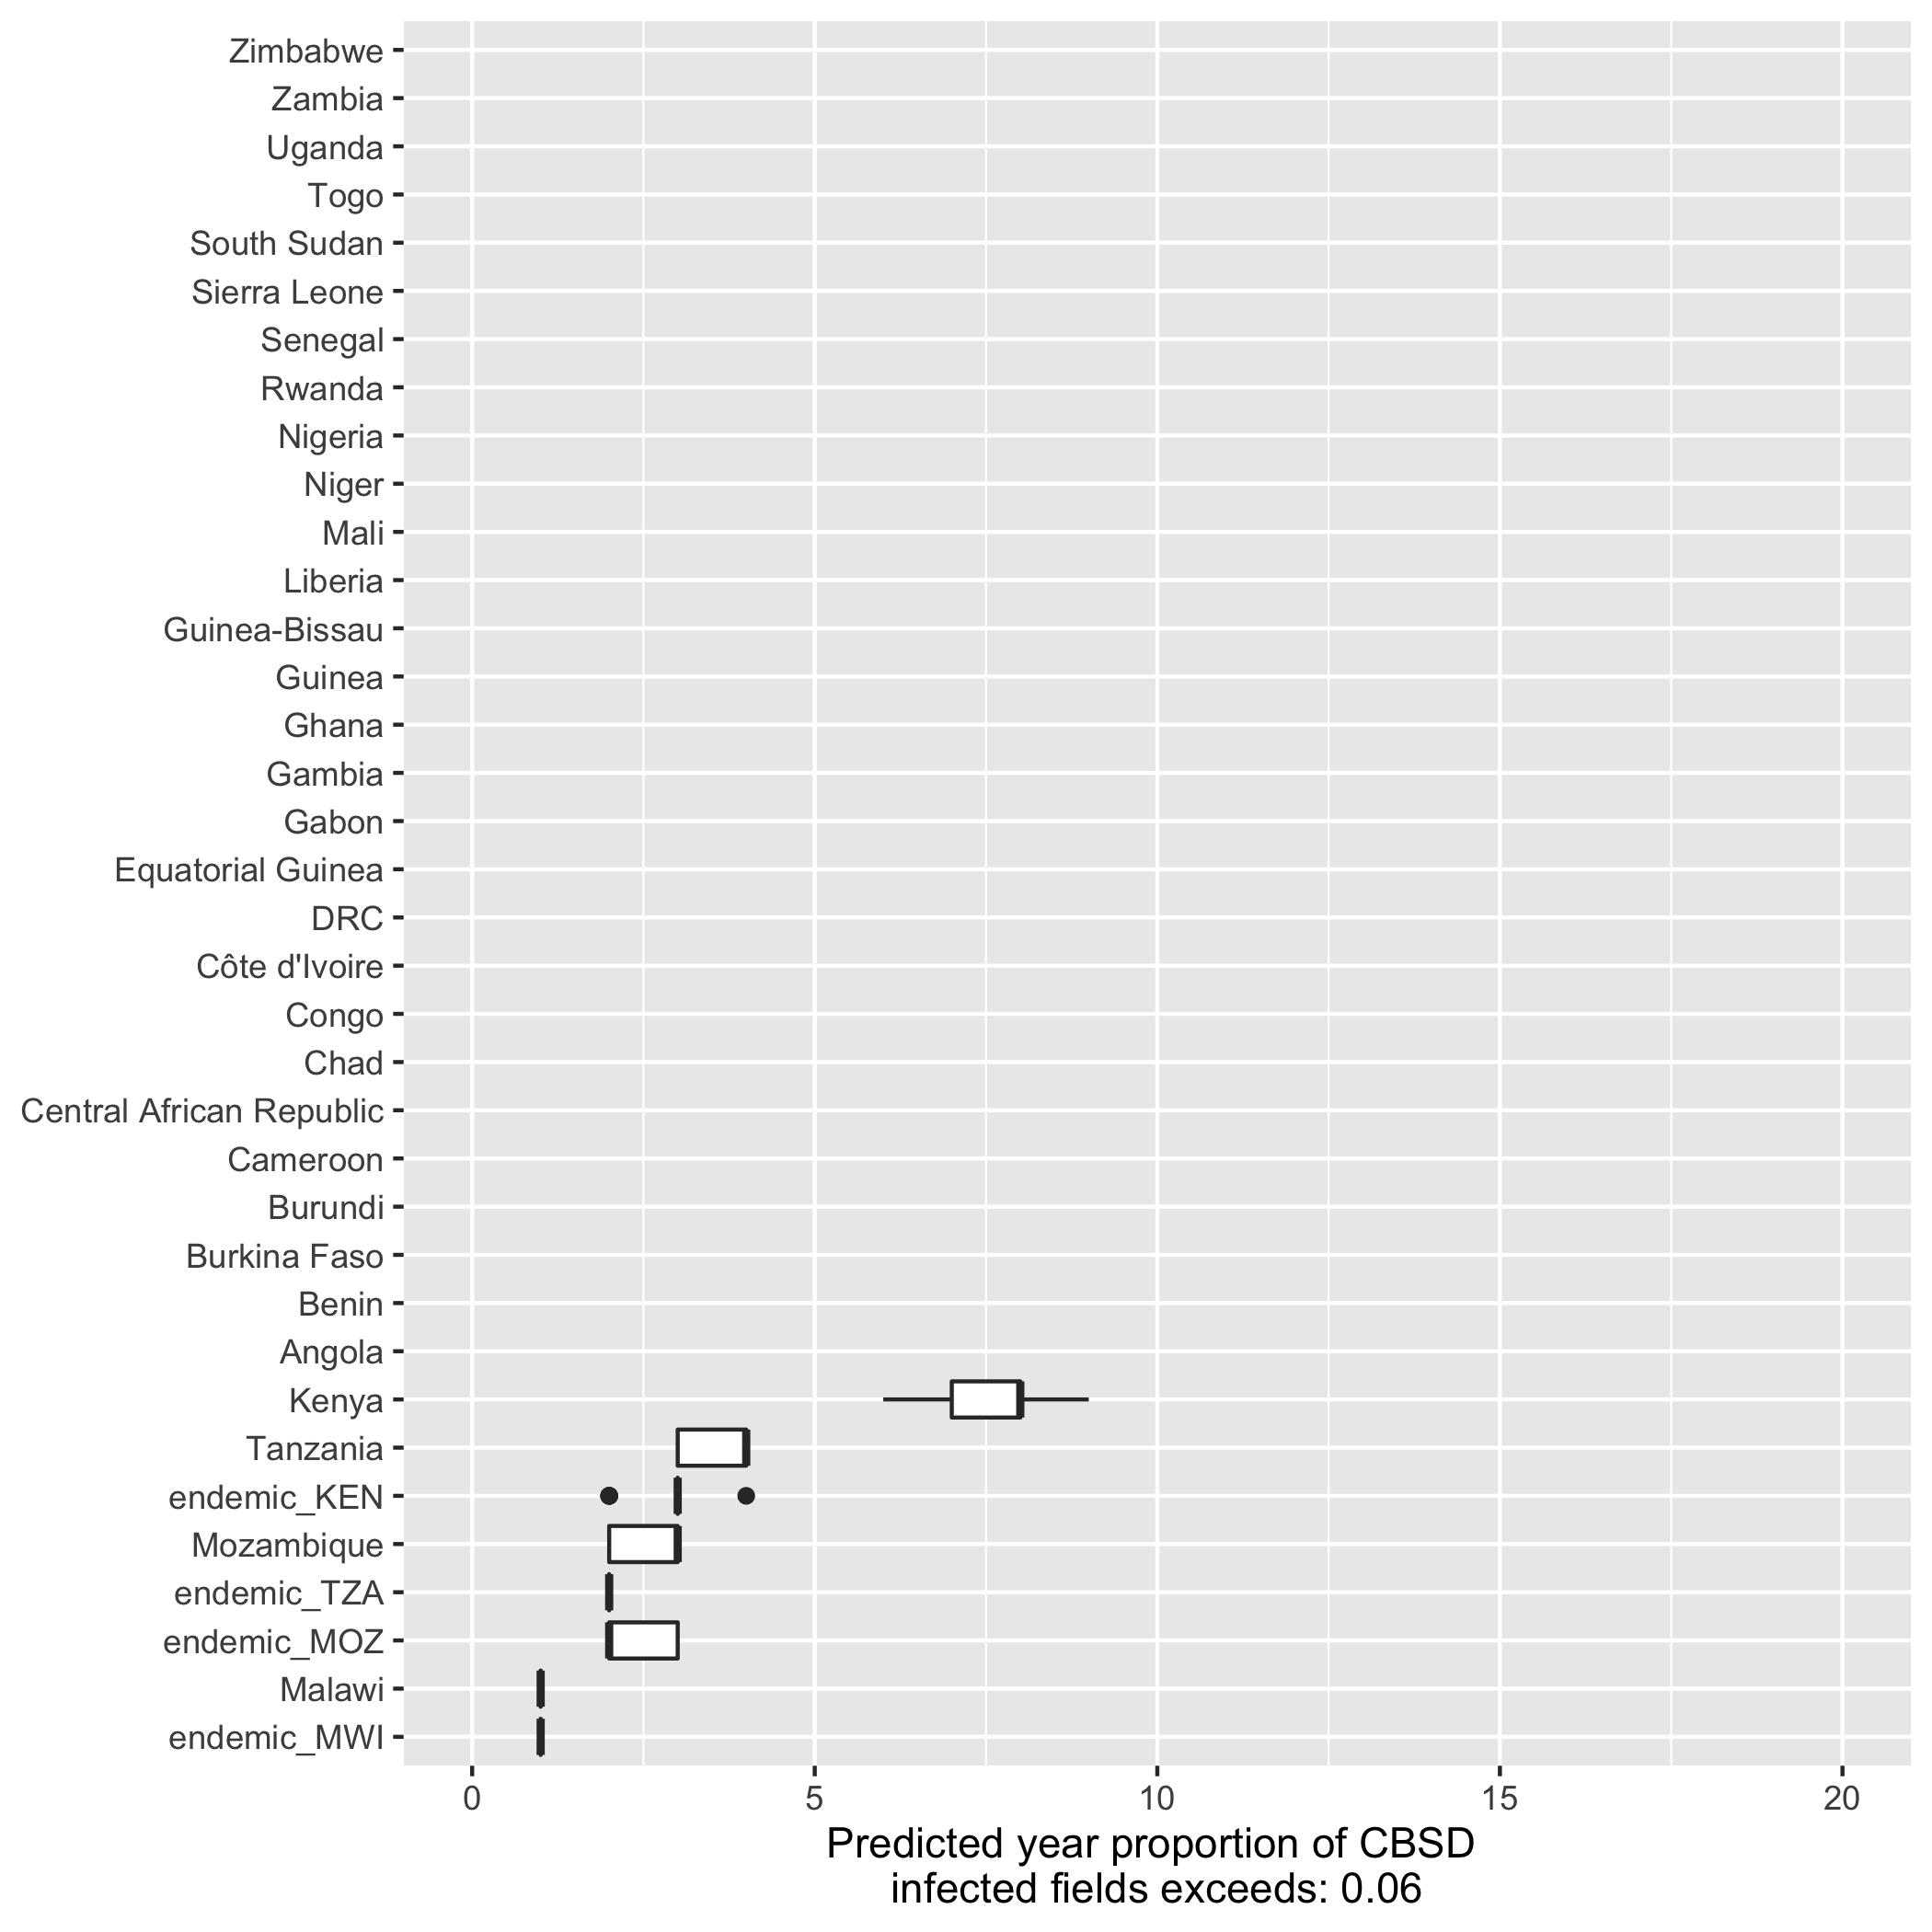 Zimbabwe
Zambia
Uganda
Togo
South Sudan
Sierra Leone
Senegal
Rwanda
Nigeria
Niger
Mali
Liberia
Guinea-Bissau
Guinea
Ghana
Gambia
Gabon
Equatorial Guinea
DRC
Côte d'Ivoire
Congo
Chad
Central African Republic
Cameroon
Burundi
Burkina Faso
Benin
Angola
Kenya
Tanzania
endemic_KEN
Mozambique
endemic_TZA
endemic_MOZ
Malawi
endemic_MWI
0 5 10 15 20
Predicted year proportion of CBSD
infected fields exceeds: 0.06